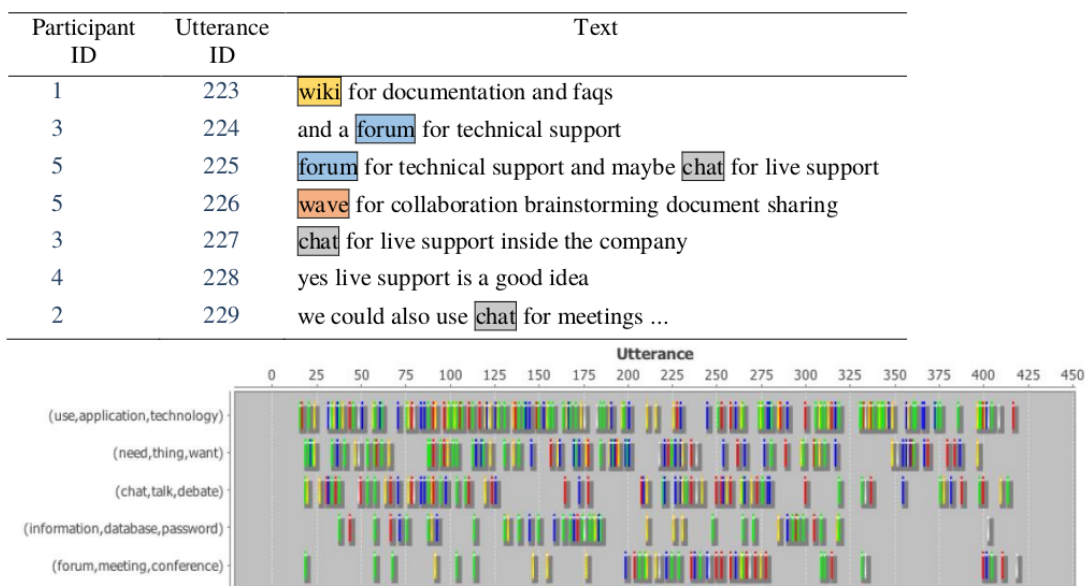 Participant Utterance Text
ID ID
1 223 wiki for documentation and faqs
3 224 and a forum for technical support
5 225 forum for technical support and maybe chat for live support
5 226 wave for collaboration brainstorming document sharing
3 227 chat for live support inside the company
4 228 yes live support is a good idea
2 229 we could also use chat for meetings ...
Utterance
0 25 50 75 100 125 150 175 200 225 250 275 300 325 350 375 400 425 450
(use,application,technology)
(need,thing,want)
(chat,talk,debate)
(information,database,password)
(forum,meeting,conference)